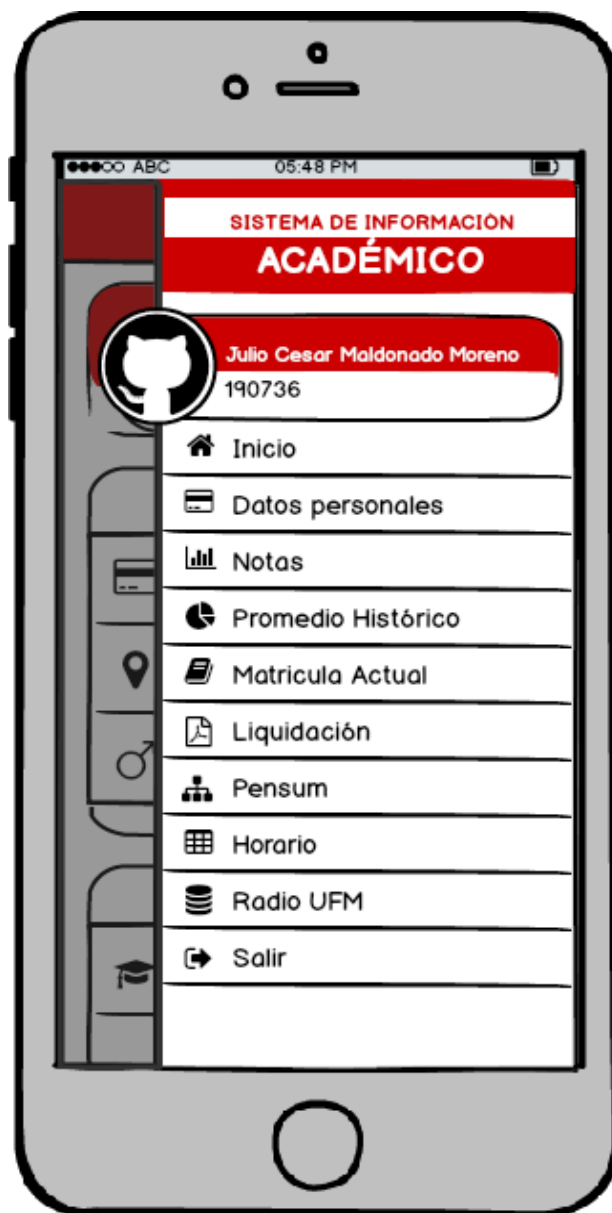 ABC 05:48 PM
SISTEMA DE INFORMACIÓN
ACADÉMICO
Julio Cesar Maldonado Moreno
190736
Inicio
Datos personales
Notas
Promedio Histórico
Matricula Actual
Liquidación
Pensum
Horario
Radio UFM
Salir